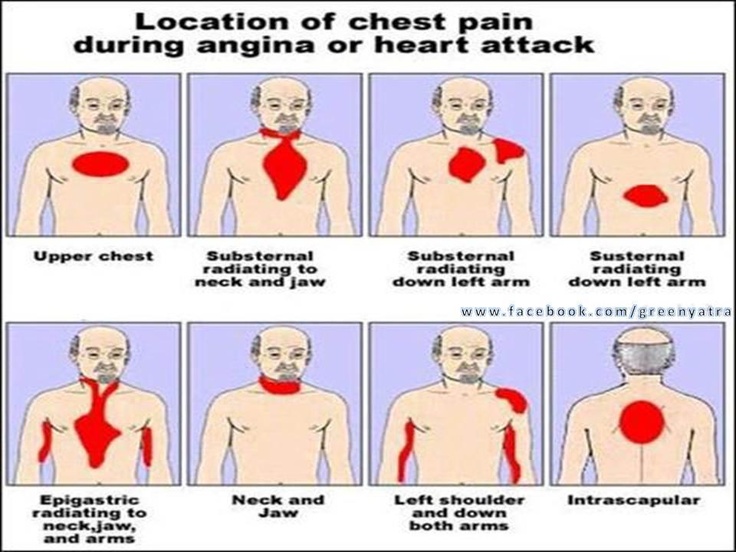 Location of chest pain
during angina or heart attack
Upper chest
Substernal
radiating to
neck and jaw
Substernal
radiating
down left arm
Susternal
radiating
down left arm
www.facebook.com/greenyatra
Epigastric
radiating to
neck,jaw,
and arms
Neck and
Jaw
Left shoulder
and down
both arms
Intrascapular